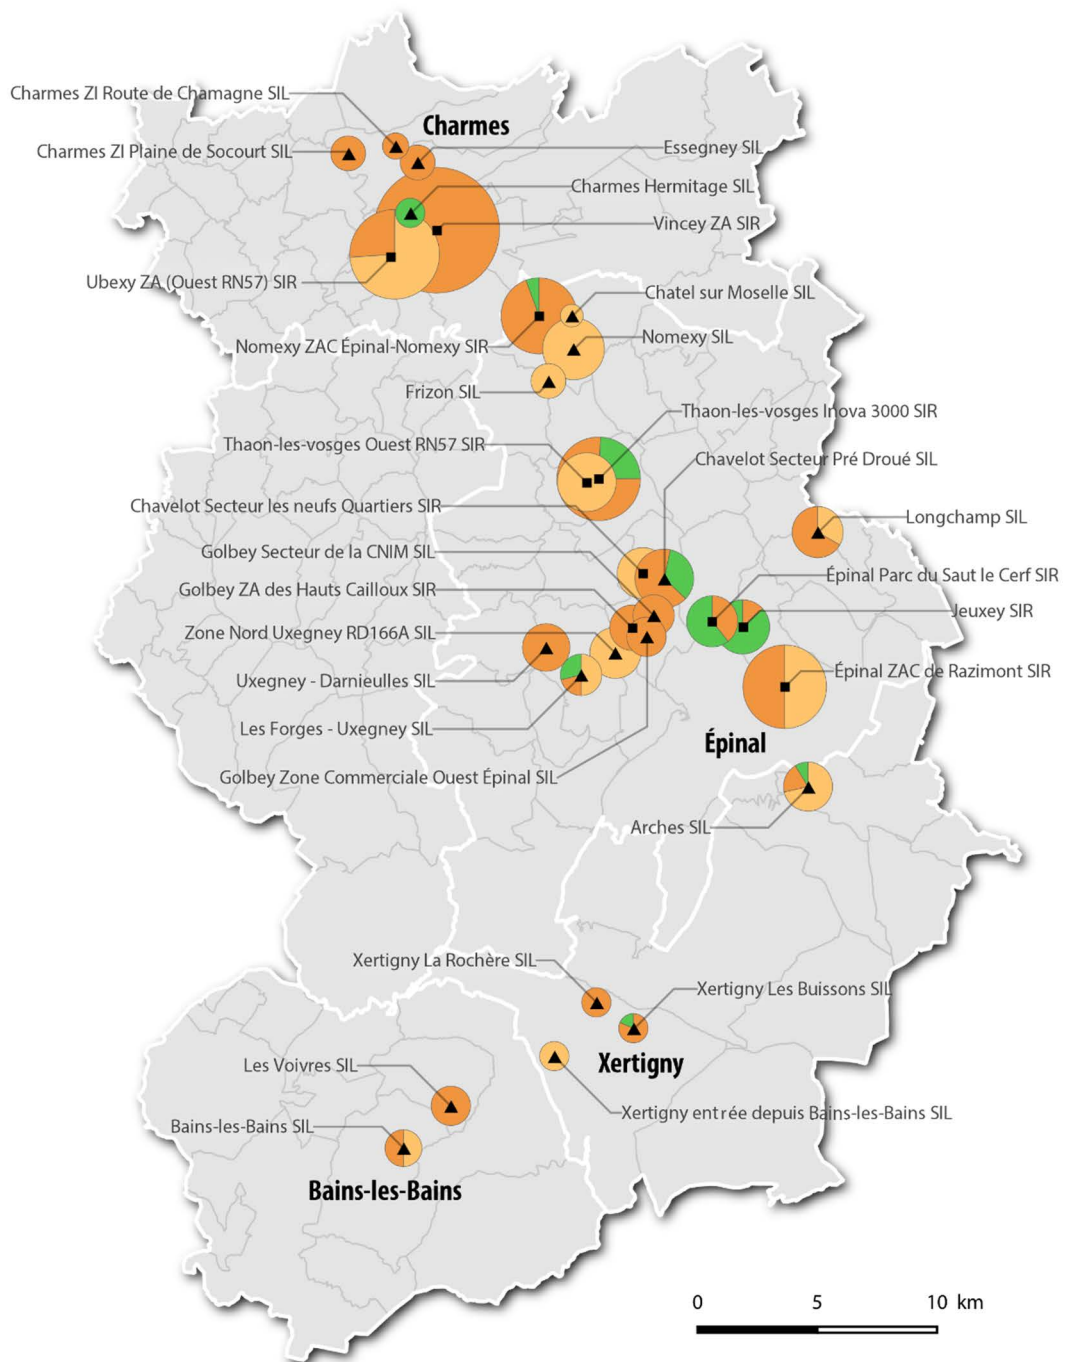 Charmes ZI Route de Chamagne SIL
Charmes
Charmes ZI Plaine de Socourt SIL
Essegney SIL
Charmes Hermitage SIL
Vincey ZA SIR
Ubexy ZA (Ouest RN57) SIR
Chatel sur Moselle SIL
Nomexy ZAC Épinal-Nomexy SIR
Nomexy SIL
Frizon SIL
Thaon-les-vosges Inova 3000 SIR
Thaon-les-vosges Ouest RN57 SIR
Chavelot Secteur Pré Droué SIL
Chavelot Secteur les neufs Quartiers SIR
Longchamp SIL
Golbey Secteur de la CNIM SIL
Épinal Parc du Saut le Cerf SIR
Golbey ZA des Hauts Cailloux SIR
Jeuxey SIR
Zone Nord Uxegney RD166A SIL
Épinal ZAC de Razimont SIR
Uxegney - Darnieulles SIL
Les Forges - Uxegney SIL
Épinal
Golbey Zone Commerciale Ouest Épinal SIL
Arches SIL
Xertigny La Rochère SIL
Xertigny Les Buissons SIL
Xertigny
Les Voivres SIL
Xertigny entrée depuis Bains-les-Bains SIL
Bains-les-Bains SIL
Bains-les-Bains
0 5 10 km